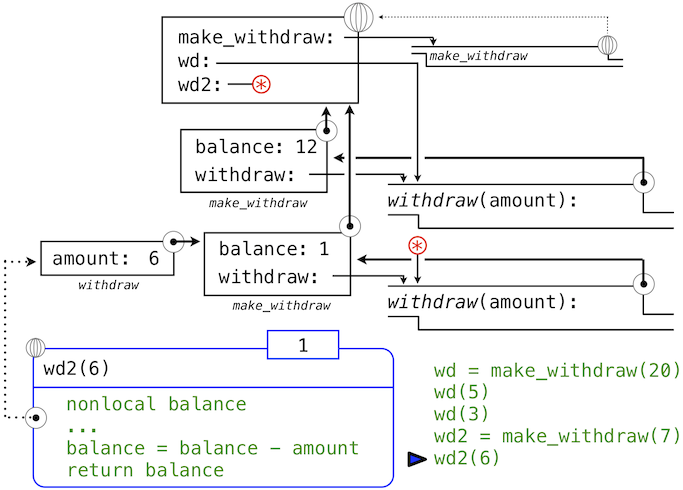 make_withdraw:
wd:
wd2:
make_withdraw
balance: 12
withdraw:
make_withdraw
withdraw(amount):
amount: 6
withdraw
balance: 1
withdraw:
make_withdraw
withdraw(amount):
1
wd2(6)
nonlocal balance
...
balance = balance - amount
return balance
wd = make_withdraw(20)
wd(5)
wd(3)
wd2 = make_withdraw(7)
wd2(6)